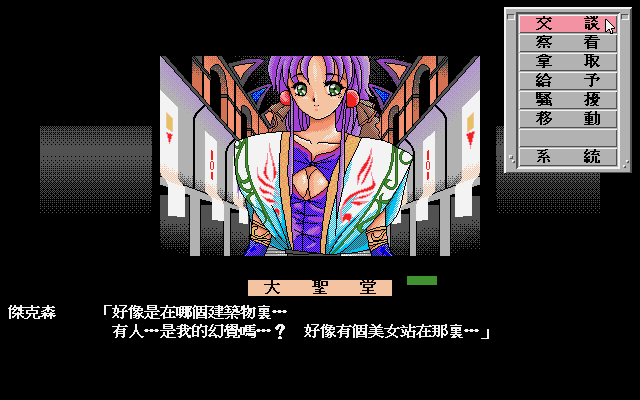 交談
察看
拿取
給予
騷擾
移動
系統
大聖堂
傑克森 「好像是在哪個建築物裏…
有人…是我的幻覺嗎…? 好像有個美女站在那裏…」